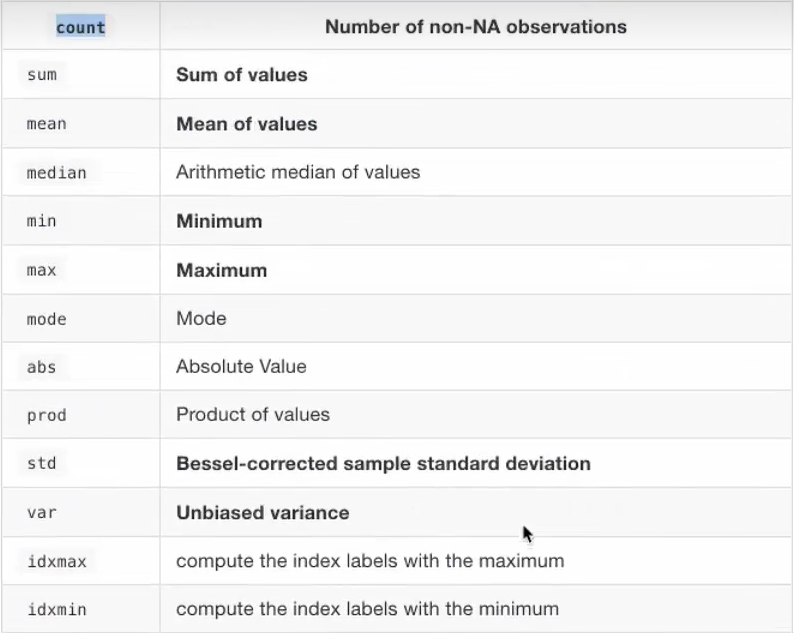 count Number of non-NA observations
sum Sum of values
mean Mean of values
median Arithmetic median of values
min Minimum
max Maximum
mode Mode
abs Absolute Value
prod Product of values
std Bessel-corrected sample standard deviation
var Unbiased variance
idxmax compute the index labels with the maximum
idxmin compute the index labels with the minimum